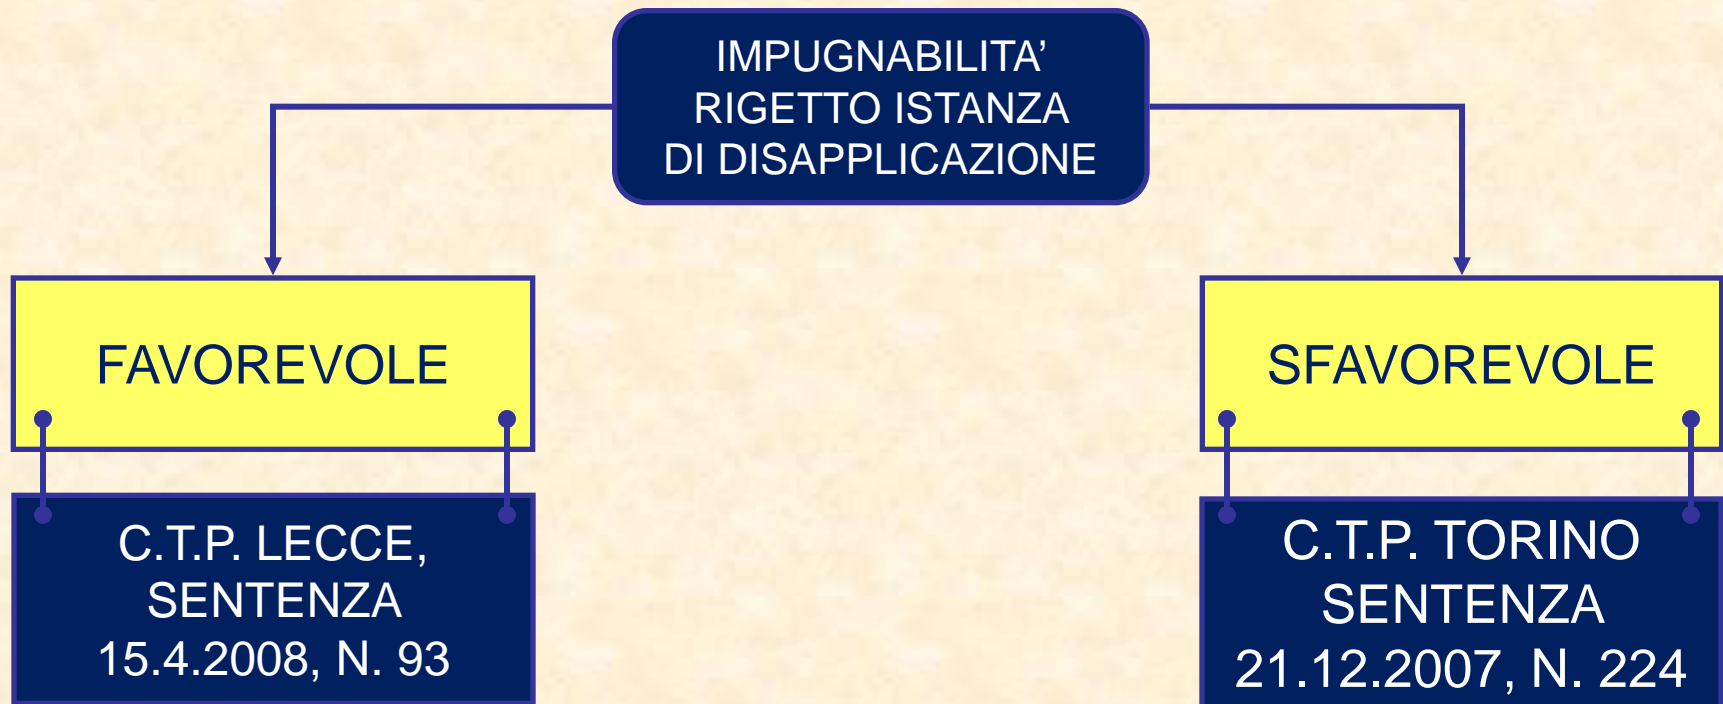 IMPUGNABILITA’
RIGETTO ISTANZA
DI DISAPPLICAZIONE
FAVOREVOLE
SFAVOREVOLE
C.T.P. LECCE,
SENTENZA
15.4.2008, N. 93
C.T.P. TORINO
SENTENZA
21.12.2007, N. 224